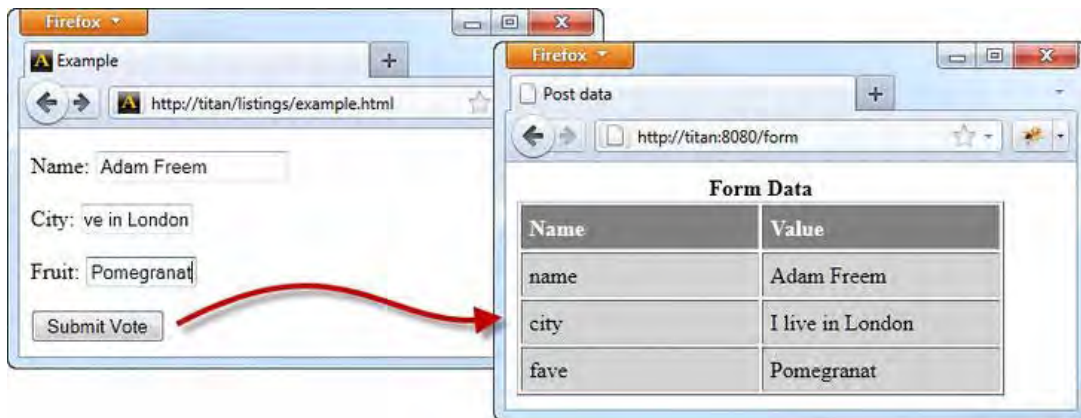 Firefox
Example
http://titan/listings/example.html
Name: Adam Freem
City: ve in London
Fruit: Pomegranat
Submit Vote
Firefox
Post data
http://titan:8080/form
Form Data
Name Value
name Adam Freem
city I live in London
fave Pomegranat